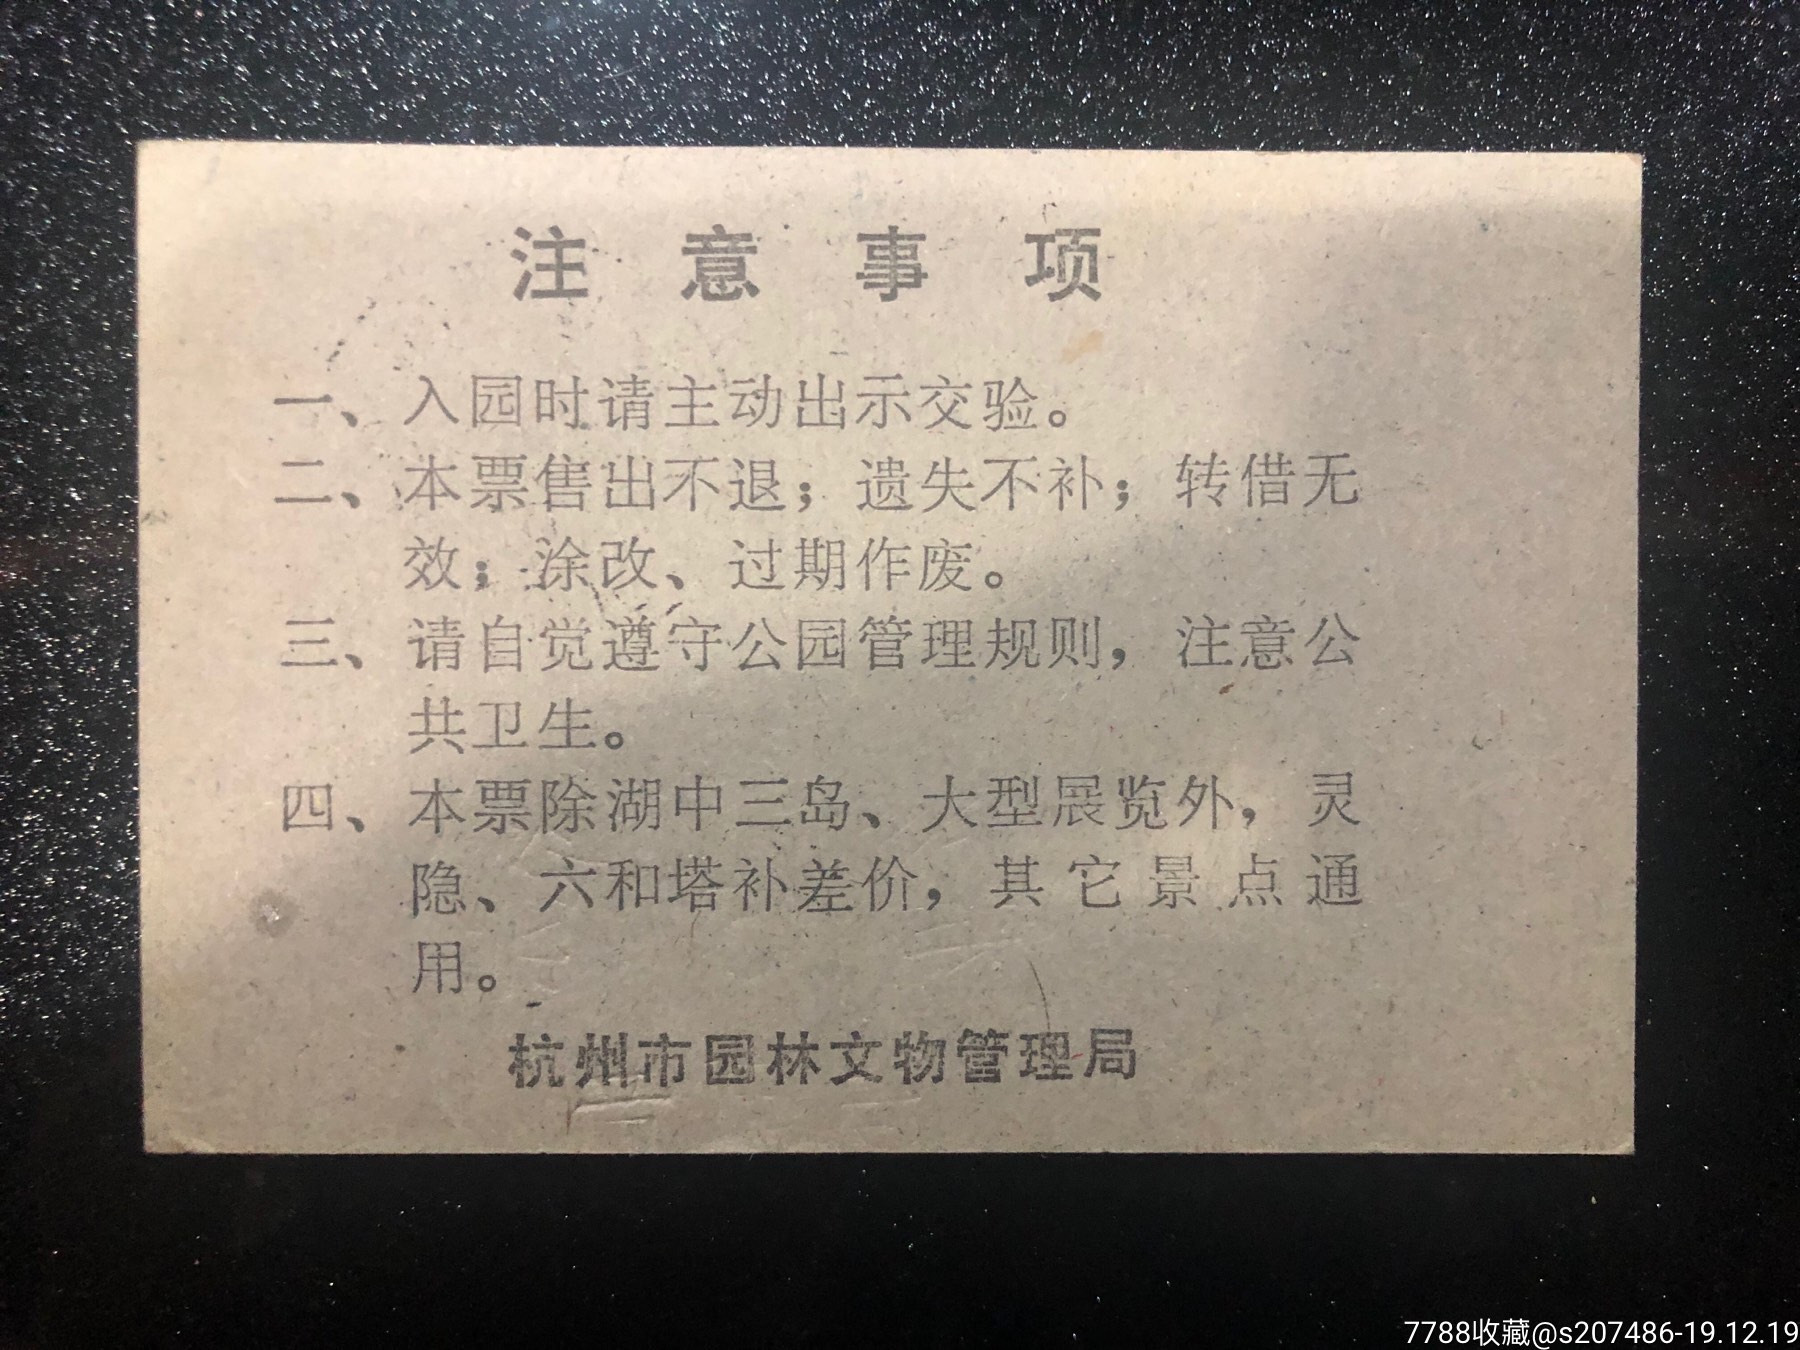 注意事项
一、入园时请主动出示交验。
二、本票售出不退；遗失不补；转借无
效；涂改、过期作废。
三、请自觉遵守公园管理规则，注意公
共卫生。
四、本票除湖中三岛、大型展览外，灵
隐、六和塔补差价，其它景点通
用。
杭州市园林文物管理局
7788收藏@s207486-19.12.19